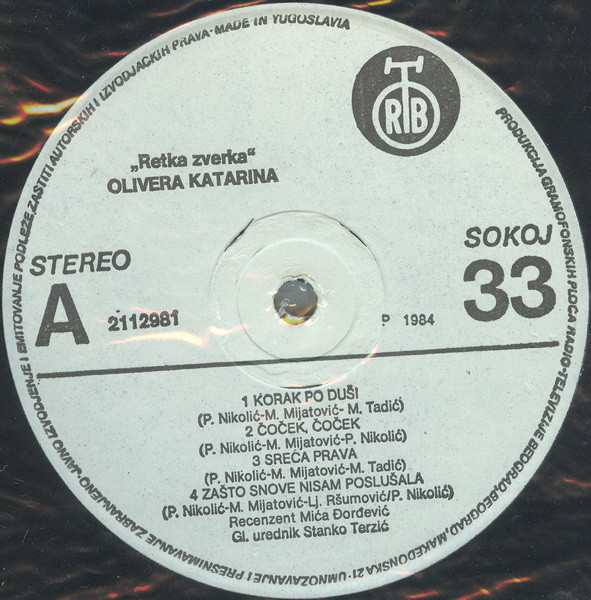 PRODUKCIJA GRAMOFONSKIH PLOČA RADIO-TELEVIZIJE BEOGRAD, BEOGRAD, MAKEDONSKA 21 · UMNOŽAVANJE I PRESNIMAVANJE ZABRANJENO · JAVNO IZVODJENJE I EMITOVANJE PODLEŽE ZAŠTITI AUTORSKIH I IZVODJAČKIH PRAVA · MADE IN YUGOSLAVIA
RTB
„Retka zverka“
OLIVERA KATARINA
STEREO
A
2112981
SOKOJ
33
P 1984
1 KORAK PO DUŠI
(P. Nikolić-M. Mijatović-M. Tadić)
2 ČOČEK, ČOČEK
(P. Nikolić-M. Mijatović-P. Nikolić)
3 SREĆA PRAVA
(P. Nikolić-M. Mijatović-M. Tadić)
4 ZAŠTO SNOVE NISAM POSLUŠALA
(P. Nikolić-M. Mijatović-Lj. Ršumović/P. Nikolić)
Recenzent Mića Đorđević
Gl. urednik Stanko Terzić